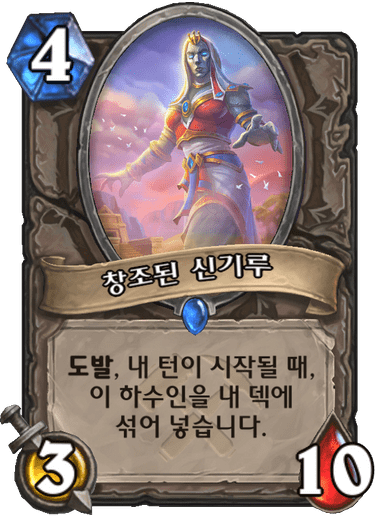 4
창조된 신기루
도발, 내 턴이 시작될 때,
이 하수인을 내 덱에
섞어 넣습니다.
3
10